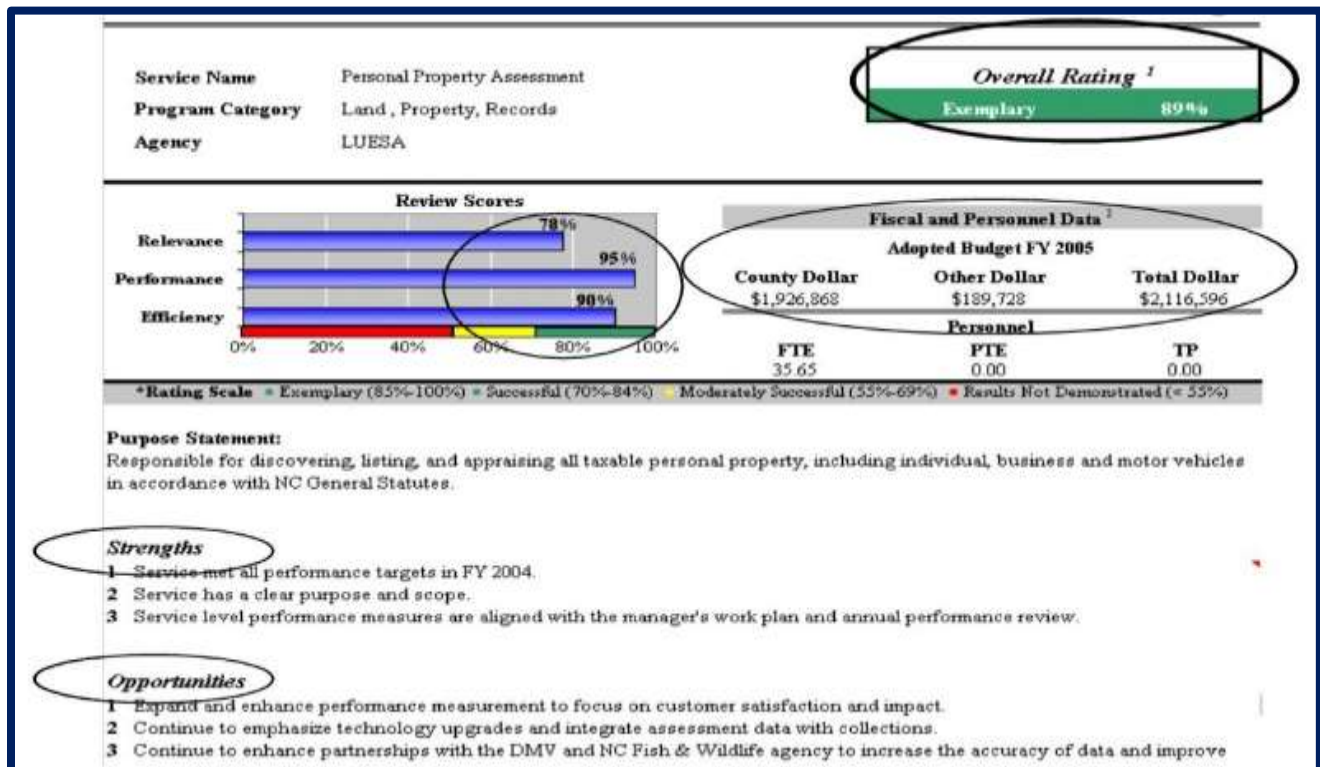 Service Name Personal Property Assessment
Overall Rating 1
Program Category Land , Property, Records
Exemplary 89%
Agency LUESA
Review Scores
Relevance 78%
Performance 95%
Efficiency 90%
0% 20% 40% 60% 80% 100%
Fiscal and Personnel Data 2
Adopted Budget FY 2005
County Dollar Other Dollar Total Dollar
$1,926,868 $189,728 $2,116,596
Personnel
FTE PTE TP
35.65 0.00 0.00
*Rating Scale Exemplary (85%-100%) Successful (70%-84%) Moderately Successful (55%-69%) Results Not Demonstrated (< 55%)
Purpose Statement:
Responsible for discovering, listing, and appraising all taxable personal property, including individual, business and motor vehicles
in accordance with NC General Statutes.
Strengths
1 Service met all performance targets in FY 2004.
2 Service has a clear purpose and scope.
3 Service level performance measures are aligned with the manager's work plan and annual performance review.
Opportunities
1 Expand and enhance performance measurement to focus on customer satisfaction and impact.
2 Continue to emphasize technology upgrades and integrate assessment data with collections.
3 Continue to enhance partnerships with the DMV and NC Fish & Wildlife agency to increase the accuracy of data and improve